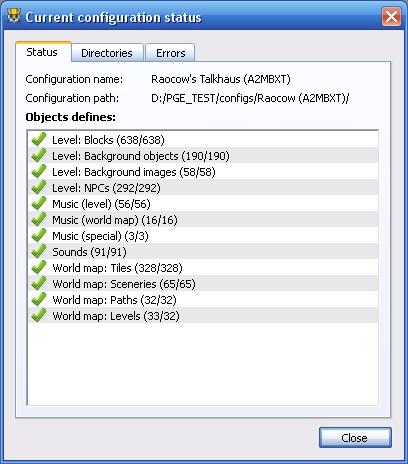 Current configuration status
Status Directories Errors
Configuration name: Raocow's Talkhaus (A2MBXT)
Configuration path: D:/PGE_TEST/configs/Raocow (A2MBXT)/
Objects defines:
Level: Blocks (638/638)
Level: Background objects (190/190)
Level: Background images (58/58)
Level: NPCs (292/292)
Music (level) (56/56)
Music (world map) (16/16)
Music (special) (3/3)
Sounds (91/91)
World map: Tiles (328/328)
World map: Sceneries (65/65)
World map: Paths (32/32)
World map: Levels (33/32)
Close